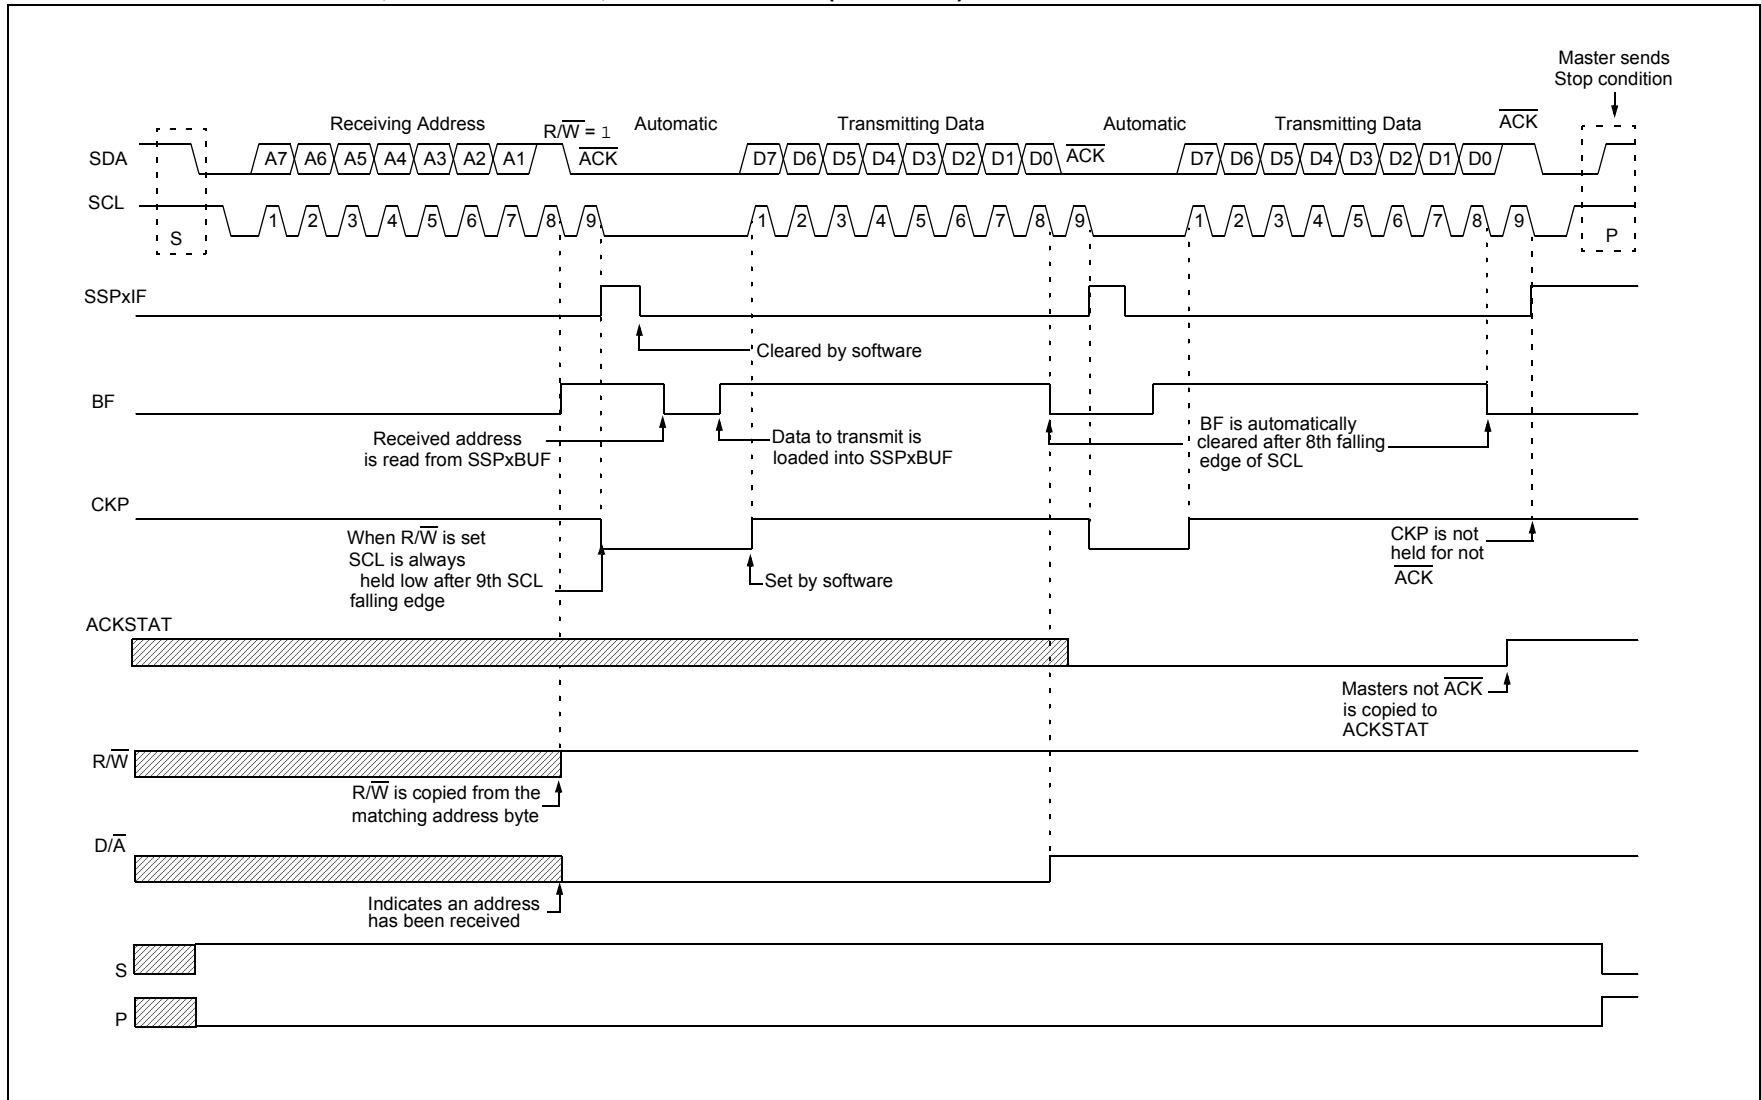 Master sends
Stop condition
Receiving Address
R/W̅ = 1
Automatic
Transmitting Data
Automatic
Transmitting Data
A̅C̅K̅
SDA
A7 A6 A5 A4 A3 A2 A1
A̅C̅K̅
D7 D6 D5 D4 D3 D2 D1 D0
A̅C̅K̅
D7 D6 D5 D4 D3 D2 D1 D0
SCL
1 2 3 4 5 6 7 8 9
1 2 3 4 5 6 7 8 9
1 2 3 4 5 6 7 8 9
S
P
SSPxIF
Cleared by software
BF
Received address
is read from SSPxBUF
Data to transmit is
loaded into SSPxBUF
BF is automatically
cleared after 8th falling
edge of SCL
CKP
When R/W̅ is set
SCL is always
held low after 9th SCL
falling edge
Set by software
CKP is not
held for not
A̅C̅K̅
ACKSTAT
Masters not A̅C̅K̅
is copied to
ACKSTAT
R/W̅
R/W̅ is copied from the
matching address byte
D/A̅
Indicates an address
has been received
S
P